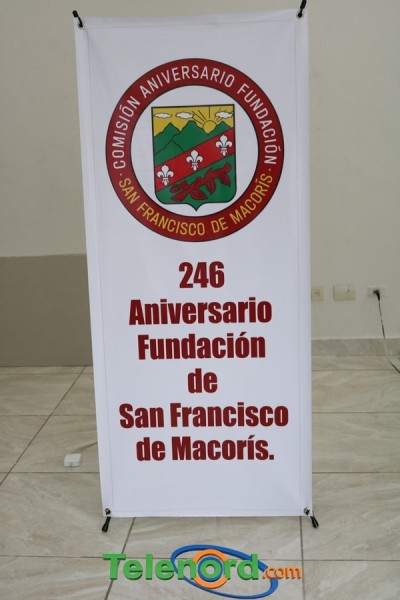 COMISIÓN ANIVERSARIO FUNDACIÓN
SAN FRANCISCO DE MACORÍS
246
Aniversario
Fundación
de
San Francisco
de Macorís.
Telenord.com